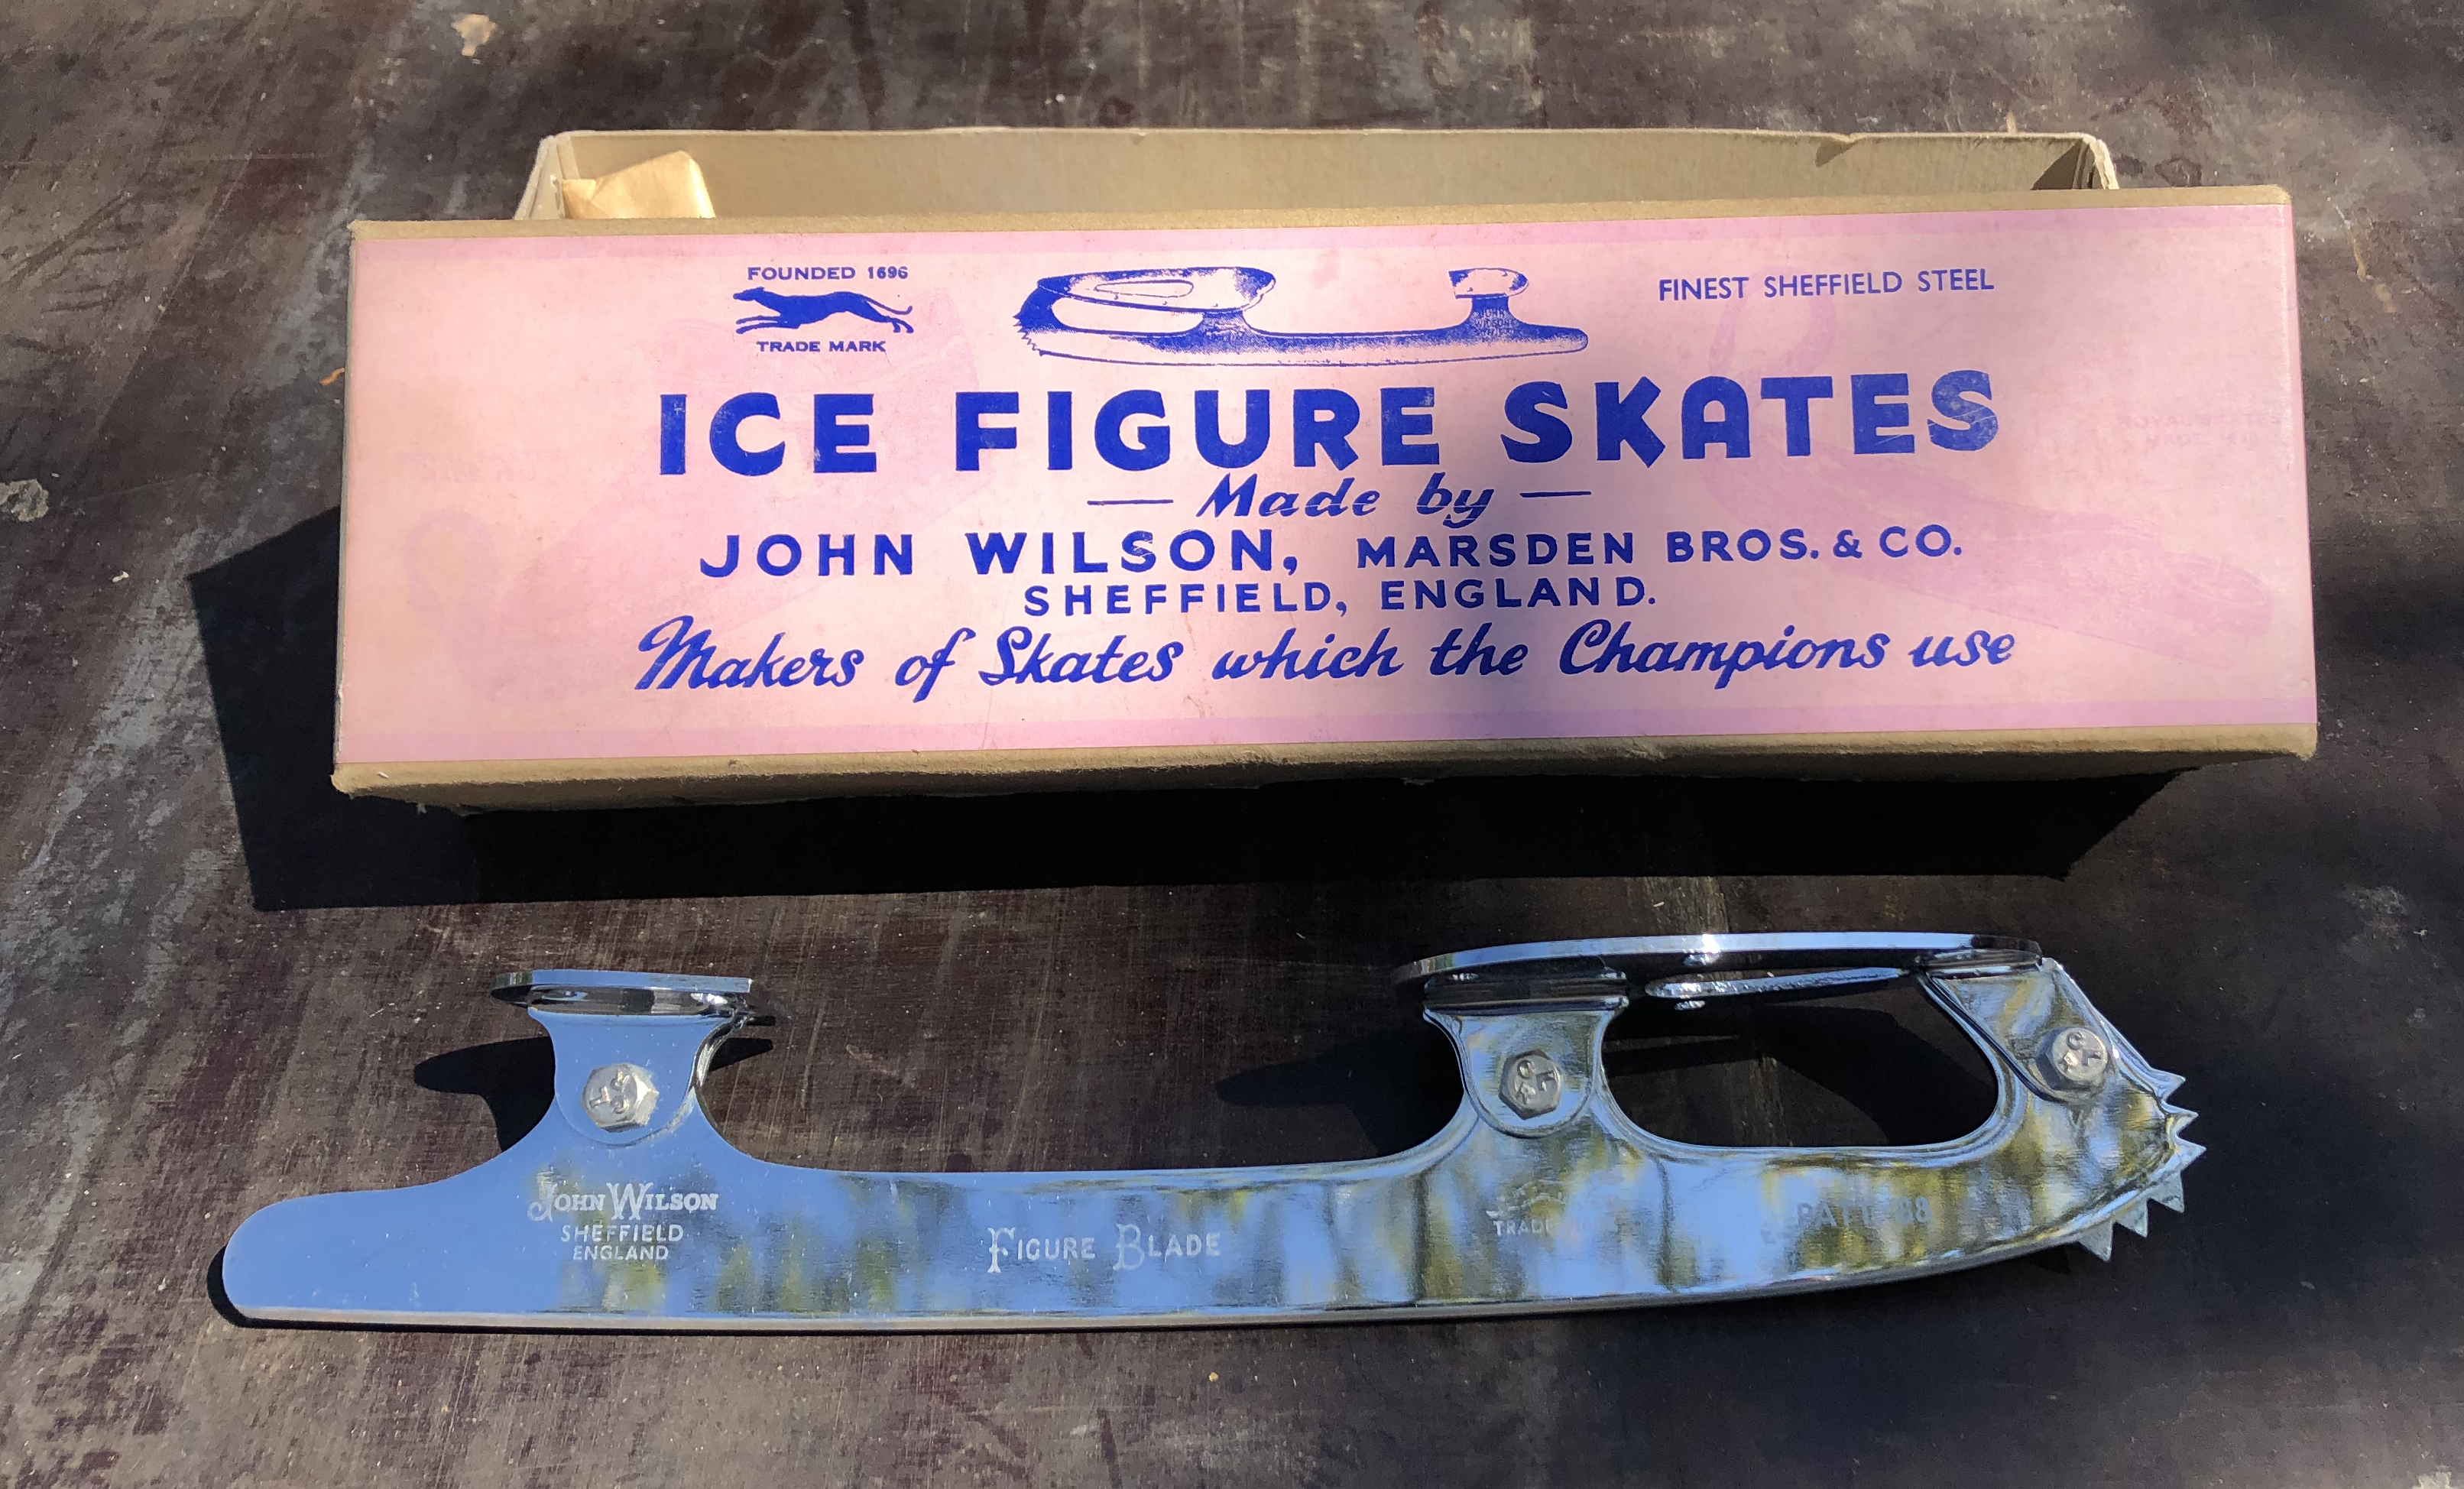 FOUNDED 1696
TRADE MARK
FINEST SHEFFIELD STEEL
ICE FIGURE SKATES
— Made by —
JOHN WILSON, MARSDEN BROS. & CO.
SHEFFIELD, ENGLAND.
Makers of Skates which the Champions use
JOHN WILSON
SHEFFIELD
ENGLAND
FIGURE BLADE